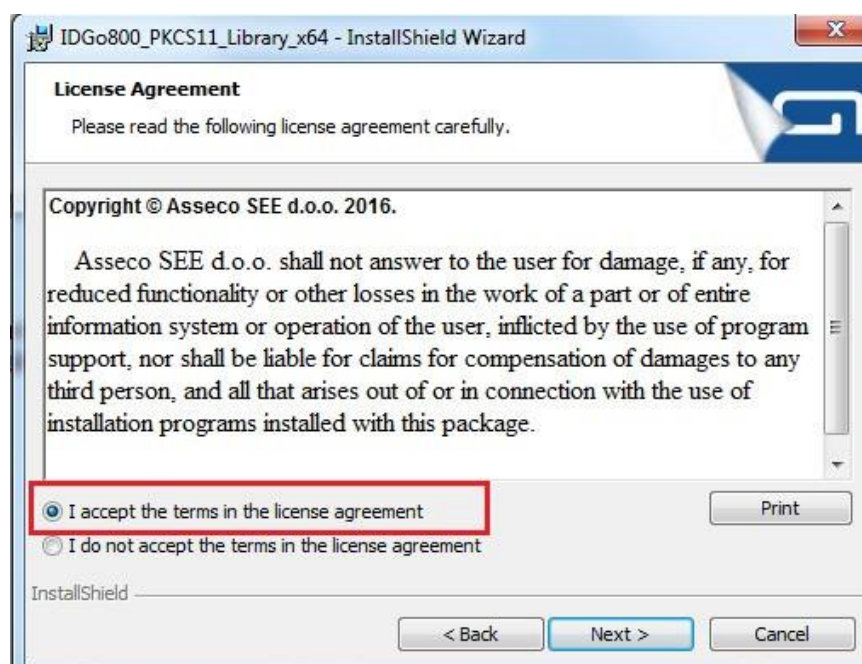 IDGo800_PKCS11_Library_x64 - InstallShield Wizard
License Agreement
Please read the following license agreement carefully.
Copyright © Asseco SEE d.o.o. 2016.
Asseco SEE d.o.o. shall not answer to the user for damage, if any, for
reduced functionality or other losses in the work of a part or of entire
information system or operation of the user, inflicted by the use of program
support, nor shall be liable for claims for compensation of damages to any
third person, and all that arises out of or in connection with the use of
installation programs installed with this package.
I accept the terms in the license agreement
Print
I do not accept the terms in the license agreement
InstallShield
< Back
Next >
Cancel